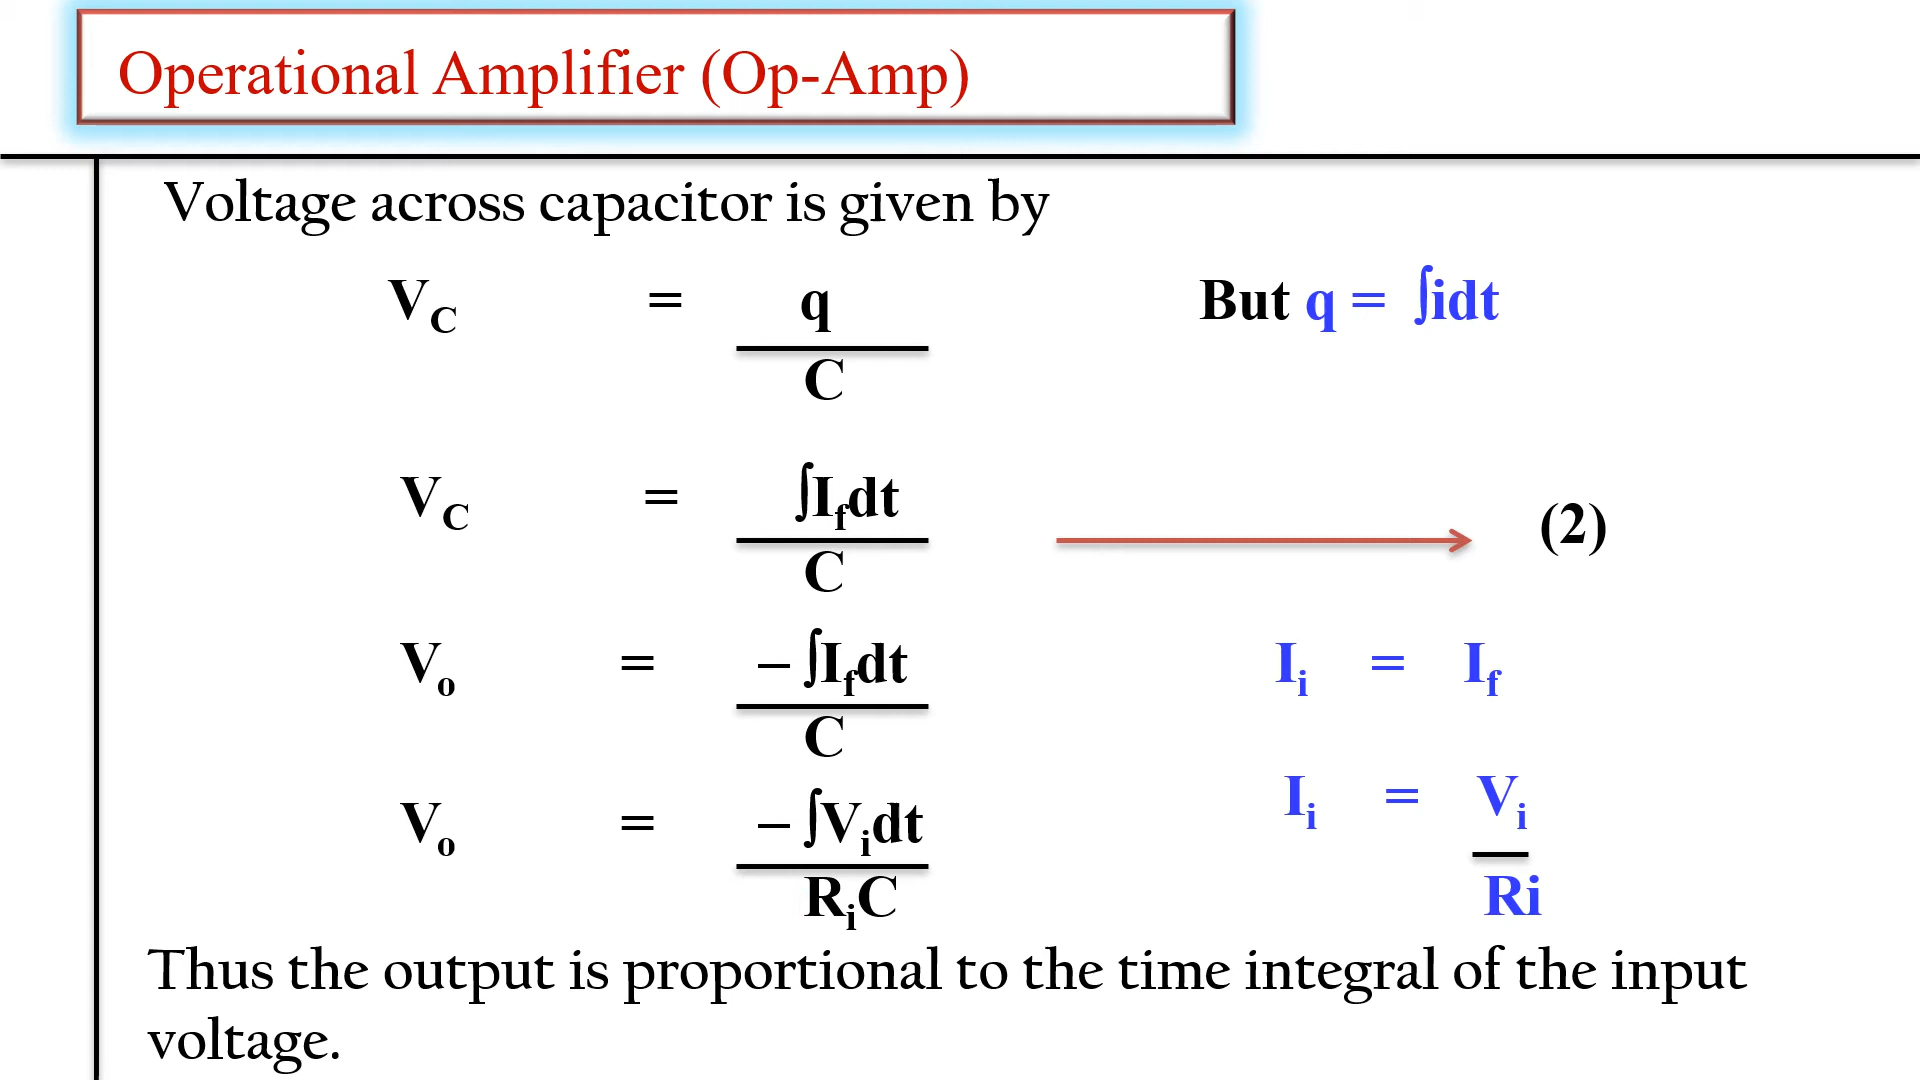 Operational Amplifier (Op-Amp)
Voltage across capacitor is given by
V_C = q But q = ∫idt
C
V_C = ∫I_f dt (2)
C
V_o = – ∫I_f dt I_i = I_f
C
V_o = – ∫V_i dt I_i = V_i
R_iC Ri
Thus the output is proportional to the time integral of the input
voltage.